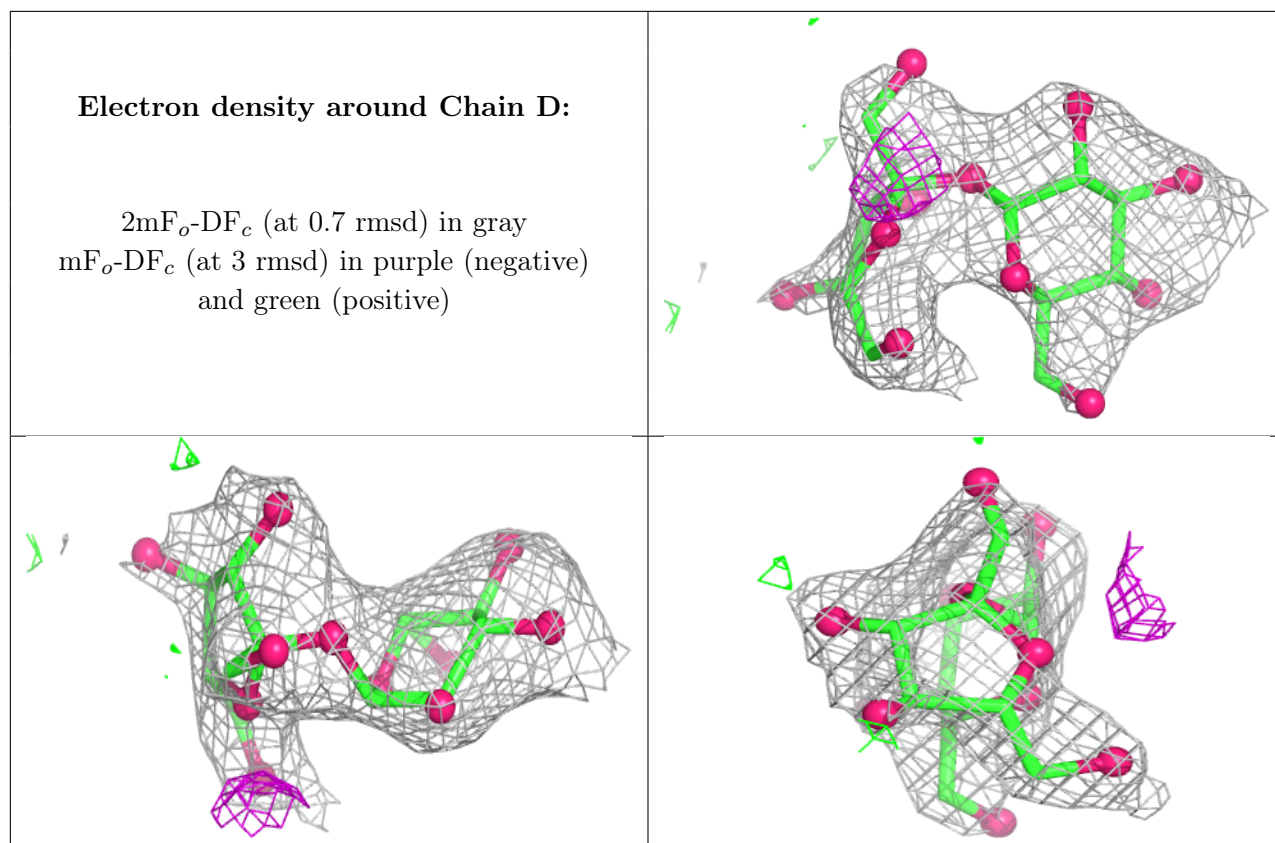 Electron density around Chain D:
2mFₒ-DF𝒸 (at 0.7 rmsd) in gray
mFₒ-DF𝒸 (at 3 rmsd) in purple (negative)
and green (positive)